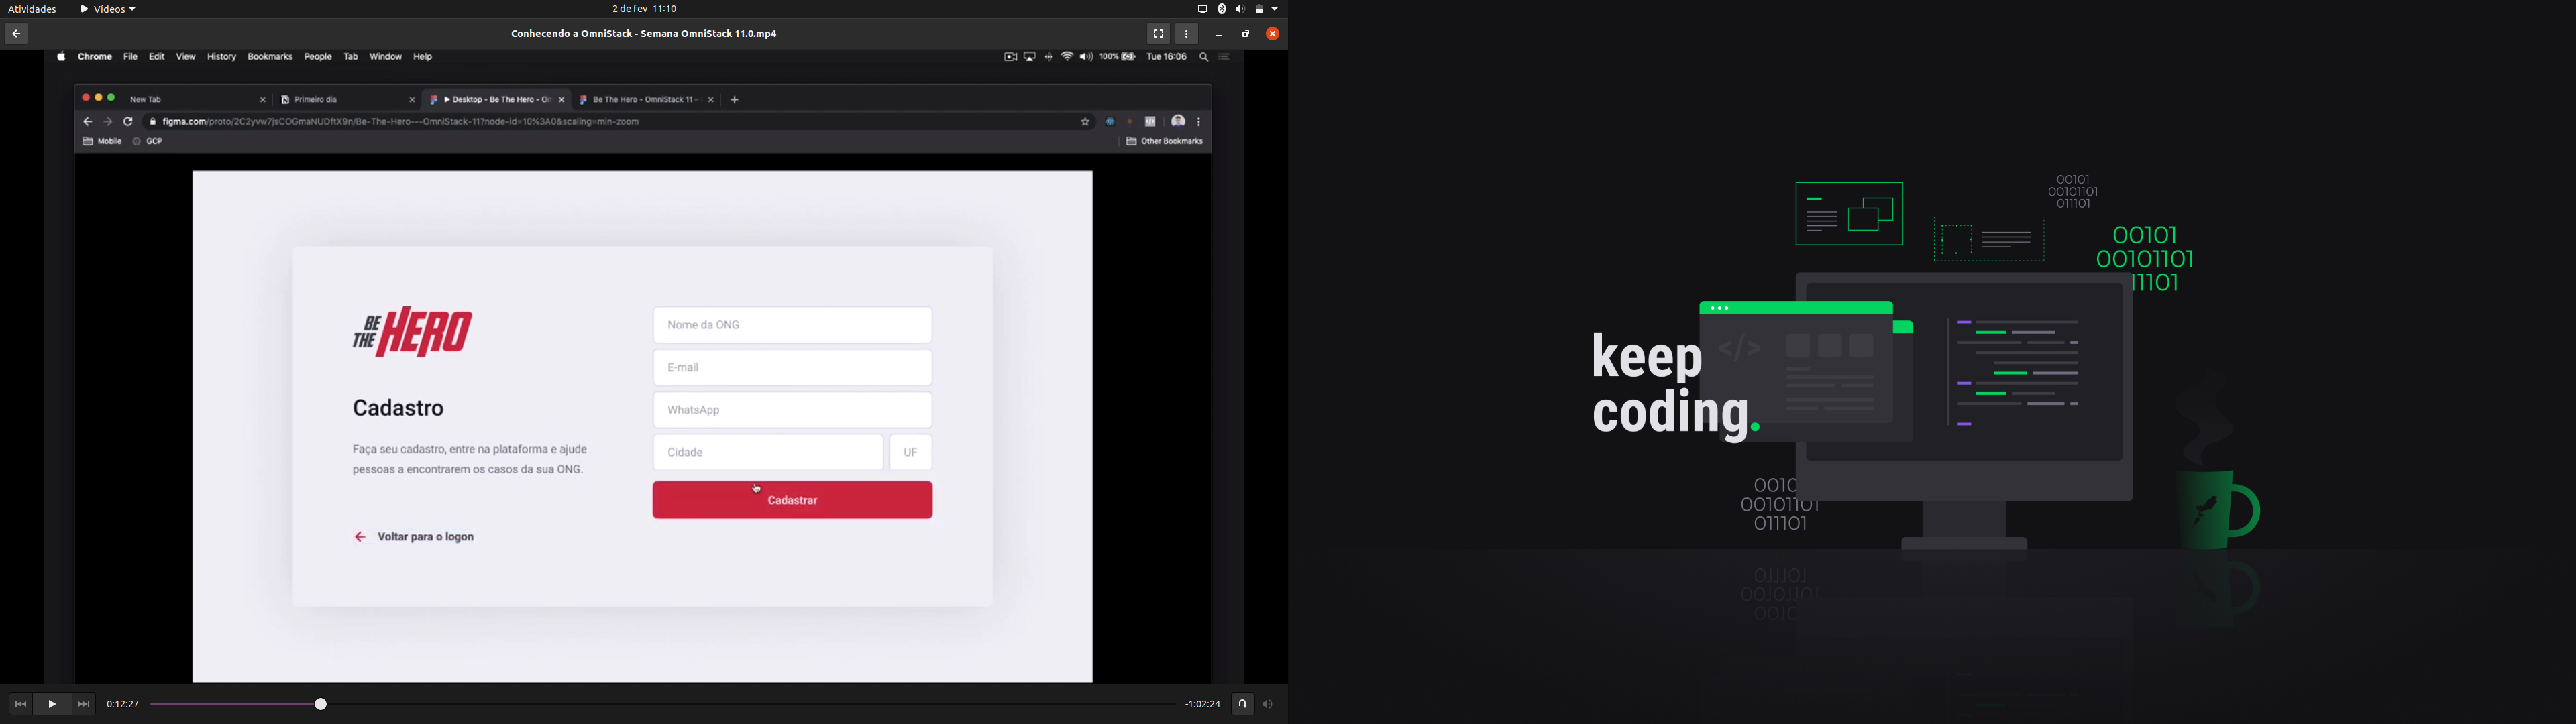 Atividades Vídeos 2 de fev 11:10
Conhecendo a OmniStack - Semana OmniStack 11.0.mp4
Chrome File Edit View History Bookmarks People Tab Window Help 100% Tue 16:06
New Tab Primeiro dia Desktop - Be The Hero - On Be The Hero - OmniStack 11 -
figma.com/proto/2C2yvw7jsCOGmaNUDftX9n/Be-The-Hero---OmniStack-11?node-id=10%3A0&scaling=min-zoom
Mobile GCP Other Bookmarks
BE THE HERO
Cadastro
Faça seu cadastro, entre na plataforma e ajude
pessoas a encontrarem os casos da sua ONG.
Voltar para o logon
Nome da ONG
E-mail
WhatsApp
Cidade UF
Cadastrar
0:12:27 -1:02:24
00101
00101101
011101
00101
00101101
11101
</>
keep
coding.
0010
00101101
011101